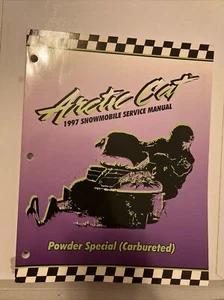 Arctic Cat
1997 SNOWMOBILE SERVICE MANUAL
Powder Special (Carbureted)